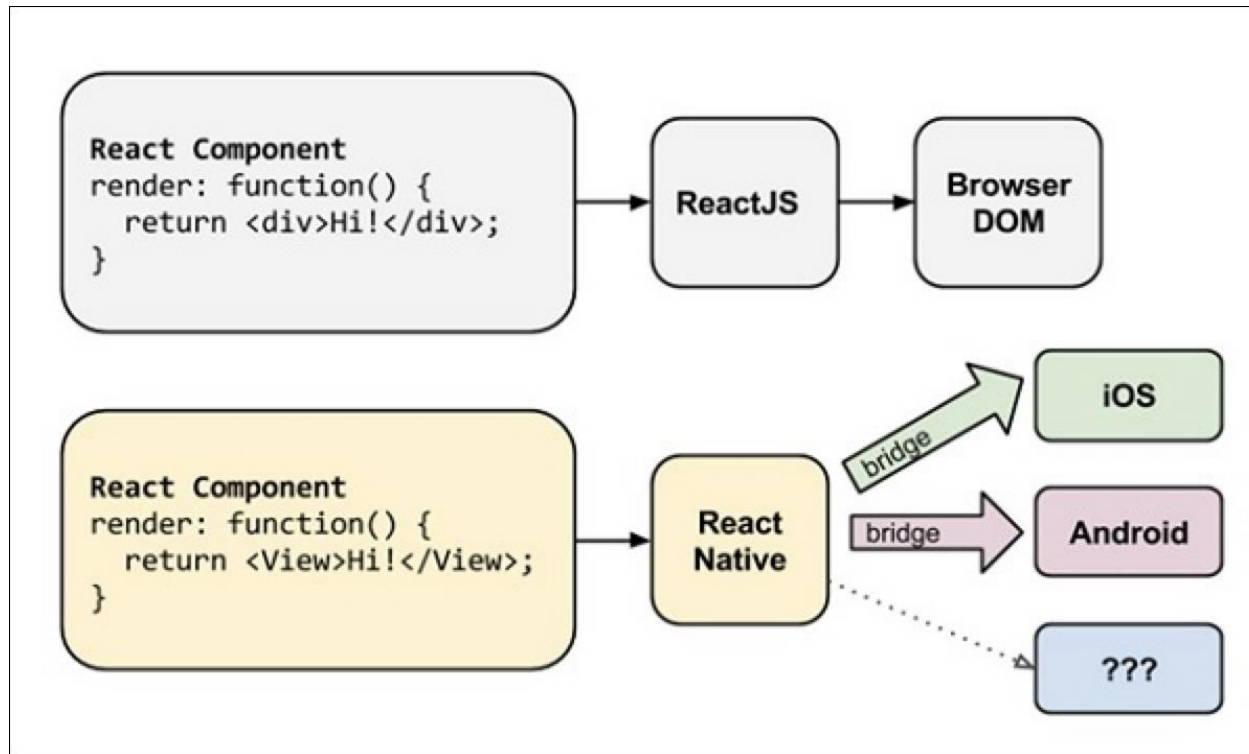 React Component
render: function() {
  return <div>Hi!</div>;
}
ReactJS
Browser
DOM
React Component
render: function() {
  return <View>Hi!</View>;
}
React
Native
bridge
iOS
bridge
Android
???